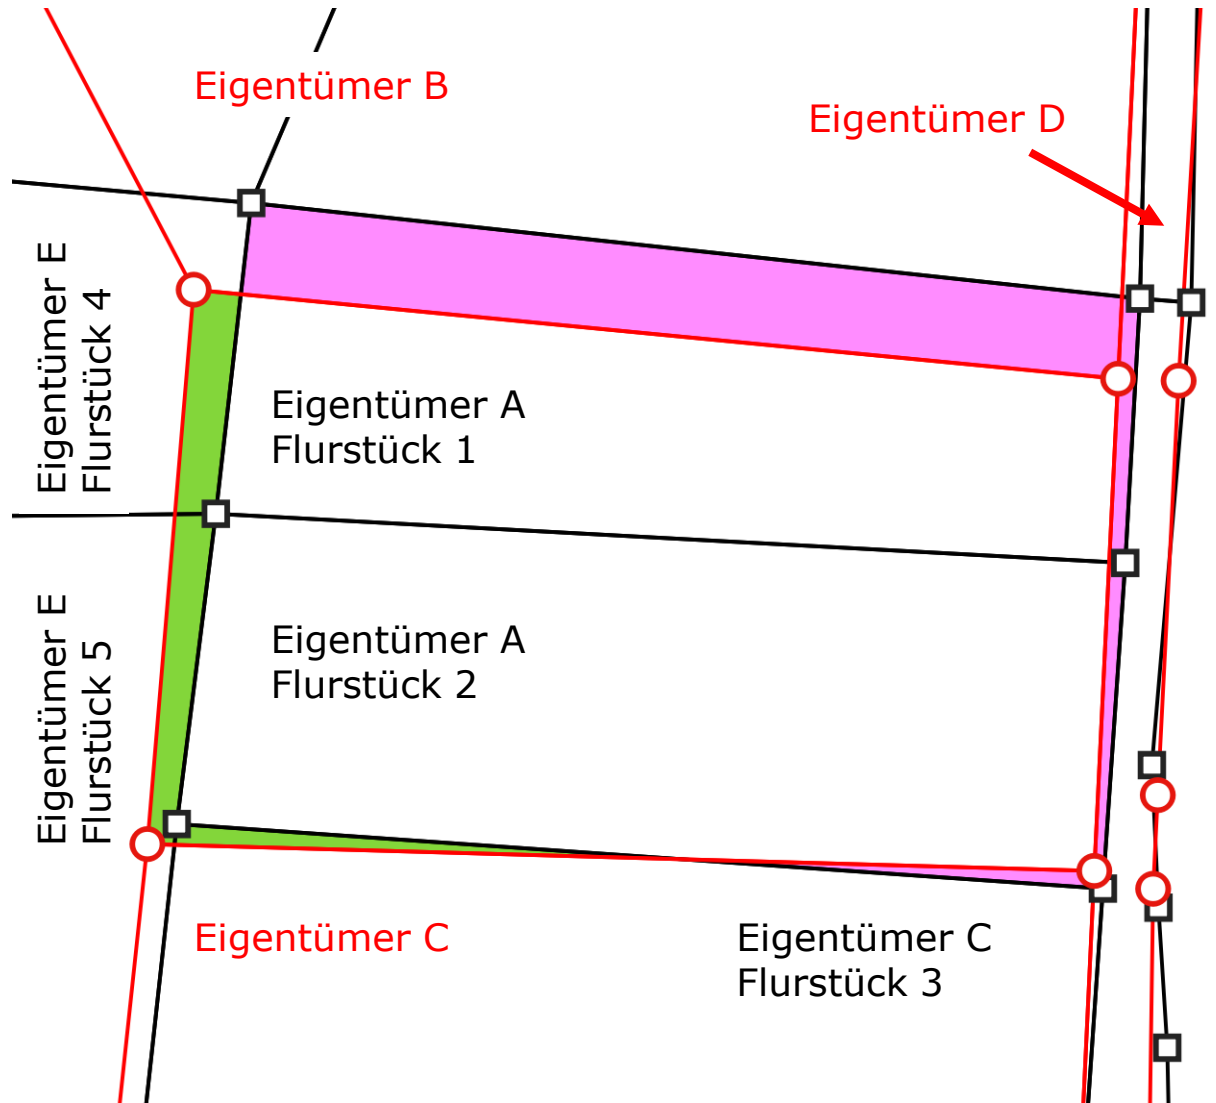 Eigentümer B
Eigentümer D
Eigentümer E
Flurstück 4
Eigentümer A
Flurstück 1
Eigentümer E
Flurstück 5
Eigentümer A
Flurstück 2
Eigentümer C
Eigentümer C
Flurstück 3